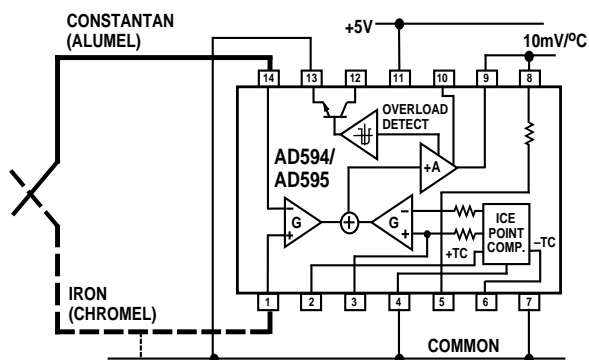 CONSTANTAN
(ALUMEL)
+5V
10mV/ºC
14
13
12
11
10
9
8
OVERLOAD
DETECT
AD594/
AD595
+A
–
G
+
+
–
G
+
ICE
POINT
COMP.
–TC
+TC
IRON
(CHROMEL)
1
2
3
4
5
6
7
COMMON